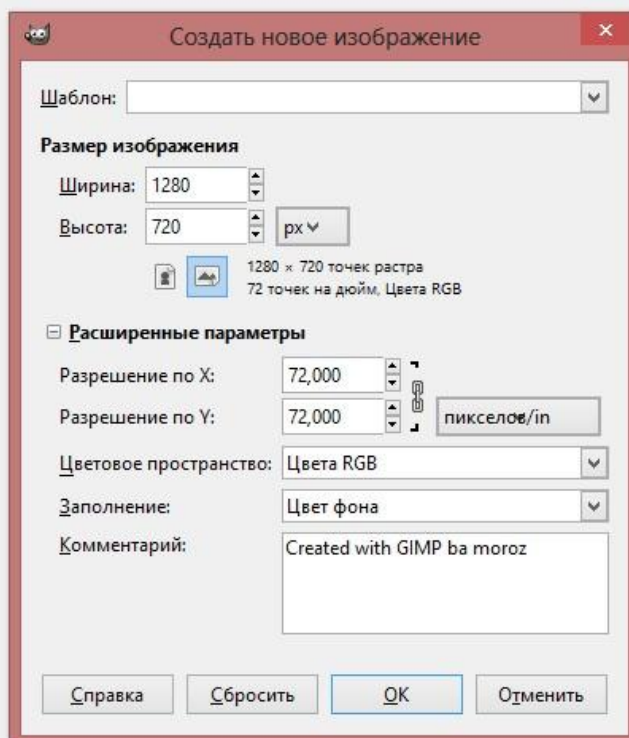 Создать новое изображение
Шаблон:
Размер изображения
Ширина: 1280
Высота: 720 px
1280 × 720 точек растра
72 точек на дюйм, Цвета RGB
Расширенные параметры
Разрешение по X: 72,000
Разрешение по Y: 72,000 пикселов/in
Цветовое пространство: Цвета RGB
Заполнение: Цвет фона
Комментарий: Created with GIMP ba moroz
Справка Сбросить OK Отменить